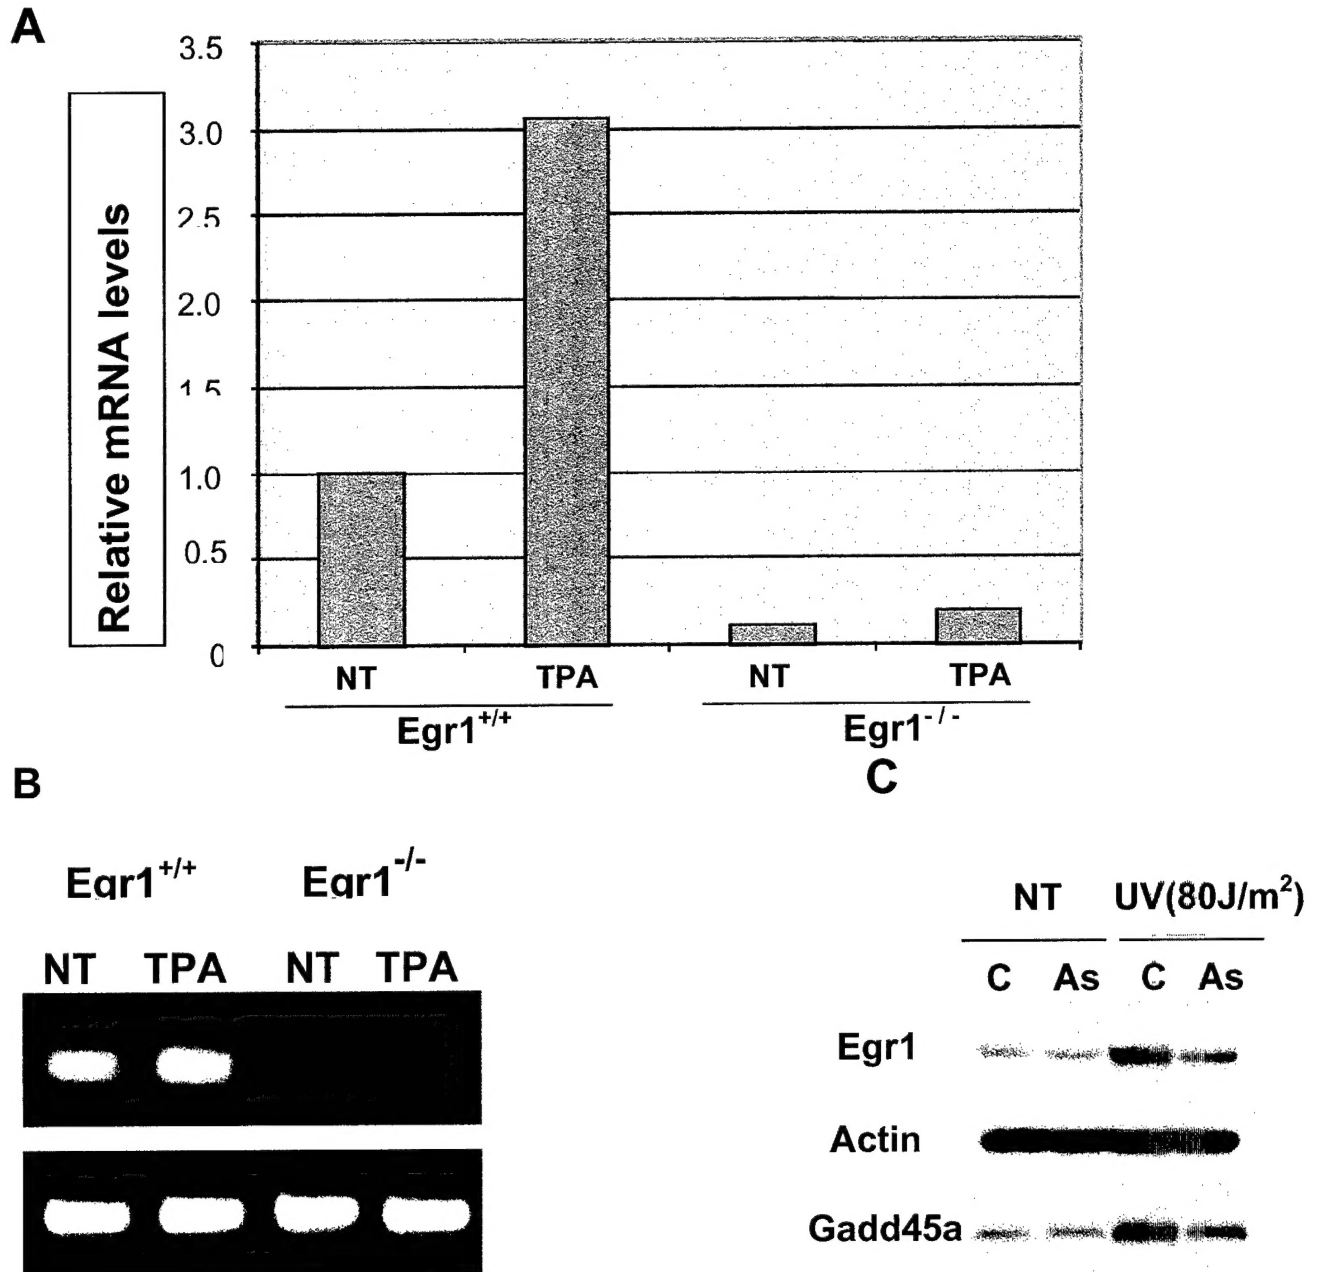 A
Relative mRNA levels
3.5
3.0
2.5
2.0
1.5
1.0
0.5
0
NT TPA NT TPA
Egr1+/+ Egr1-/-
B
C
Egr1+/+ Egr1-/-
NT TPA NT TPA
NT UV(80J/m2)
C As C As
Egr1
Actin
Gadd45a